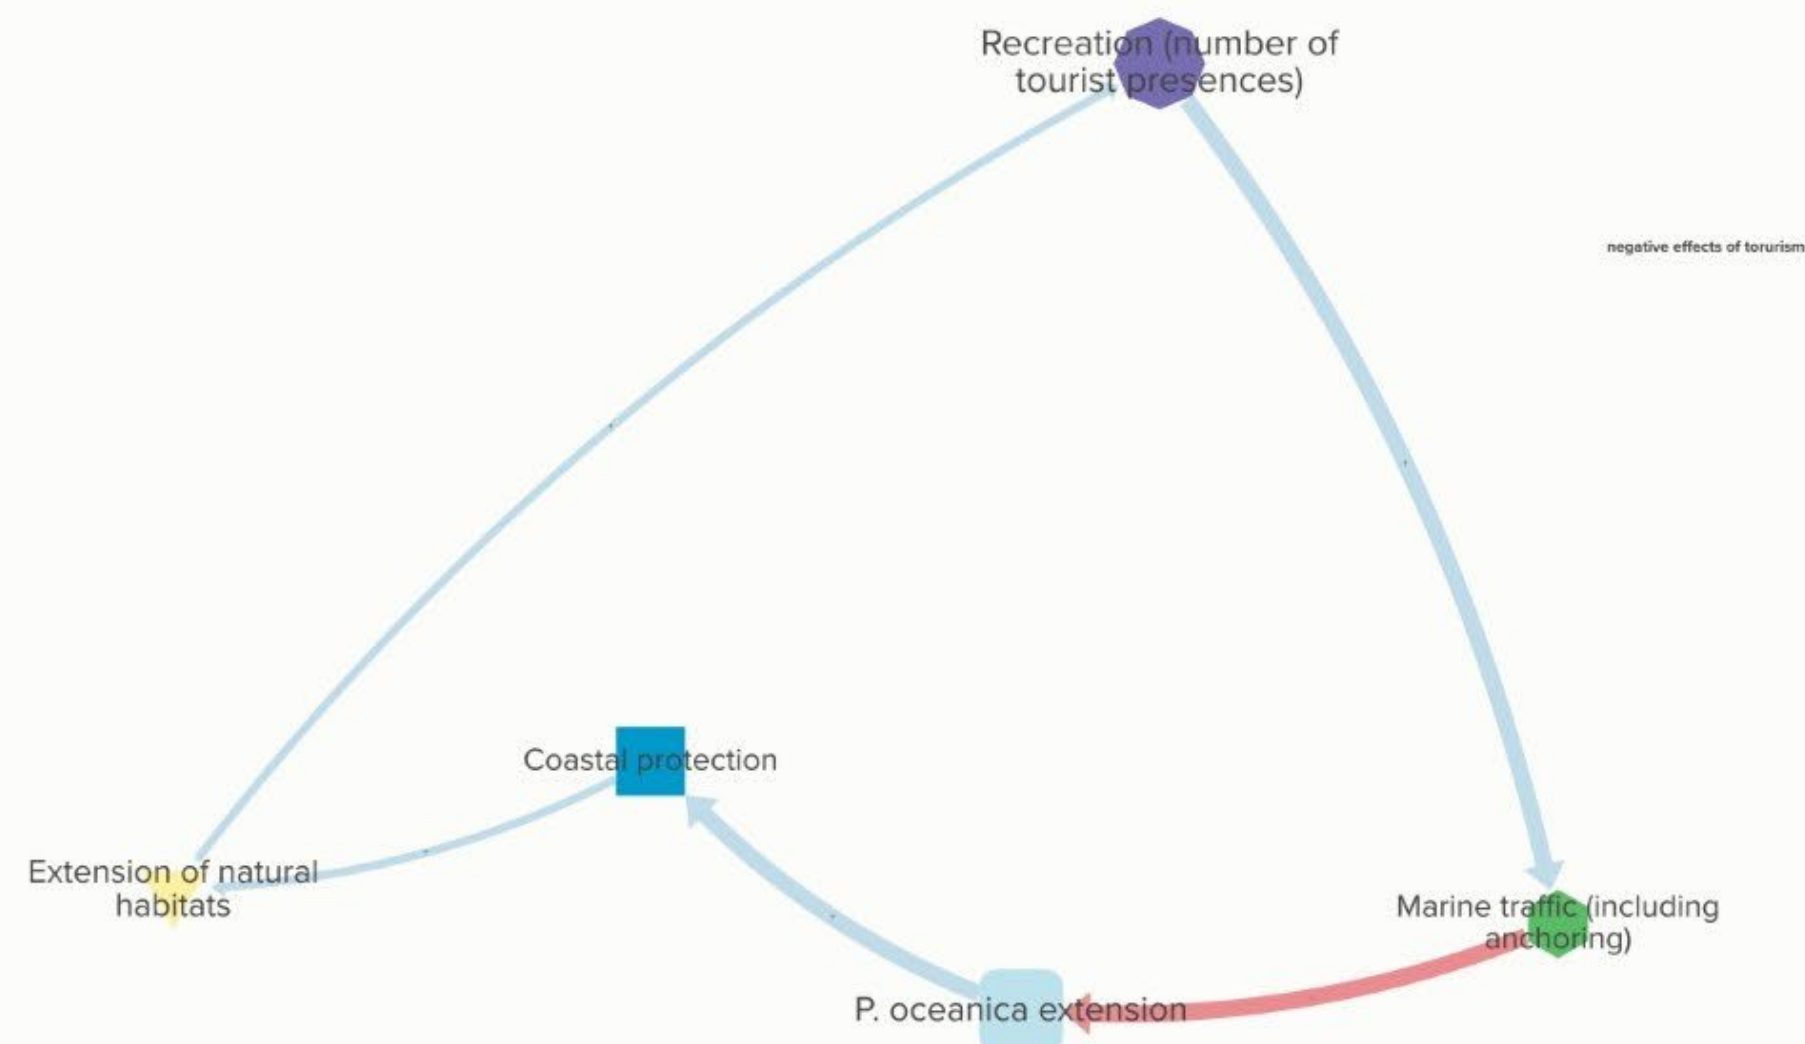 Recreation (number of
tourist presences)
negative effects of torurism
Coastal protection
Extension of natural
habitats
Marine traffic (including
anchoring)
P. oceanica extension